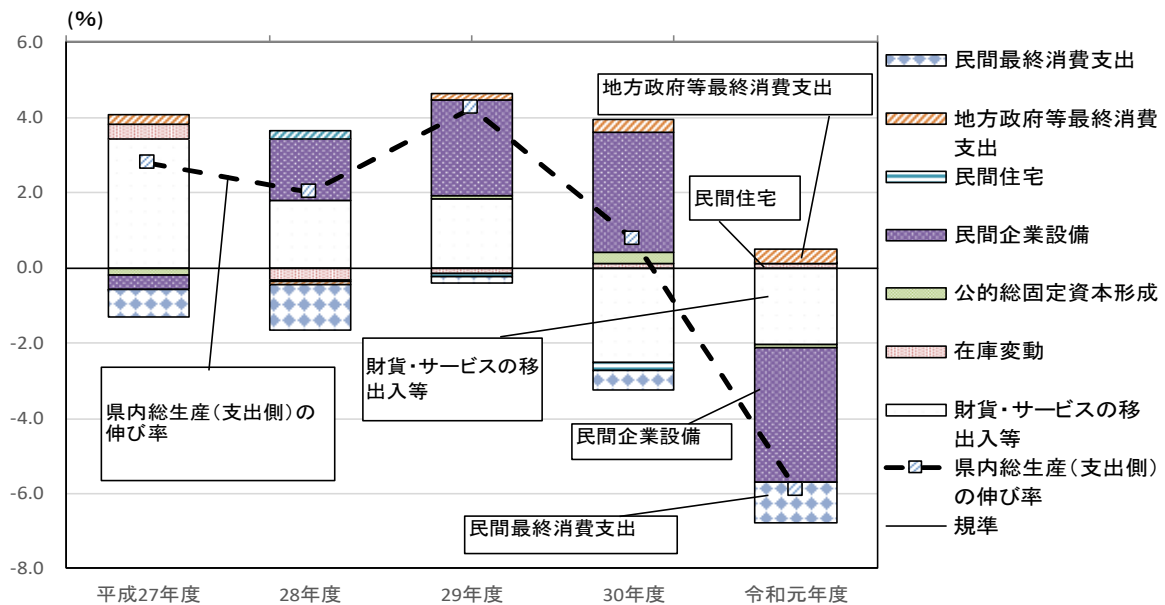 (%)
6.0
4.0
2.0
0.0
-2.0
-4.0
-6.0
-8.0
平成27年度
28年度
29年度
30年度
令和元年度
地方政府等最終消費支出
民間住宅
財貨・サービスの移
出入等
県内総生産(支出側)の
伸び率
民間企業設備
民間最終消費支出
民間最終消費支出
地方政府等最終消費
支出
民間住宅
民間企業設備
公的総固定資本形成
在庫変動
財貨・サービスの移
出入等
県内総生産(支出側)
の伸び率
規準